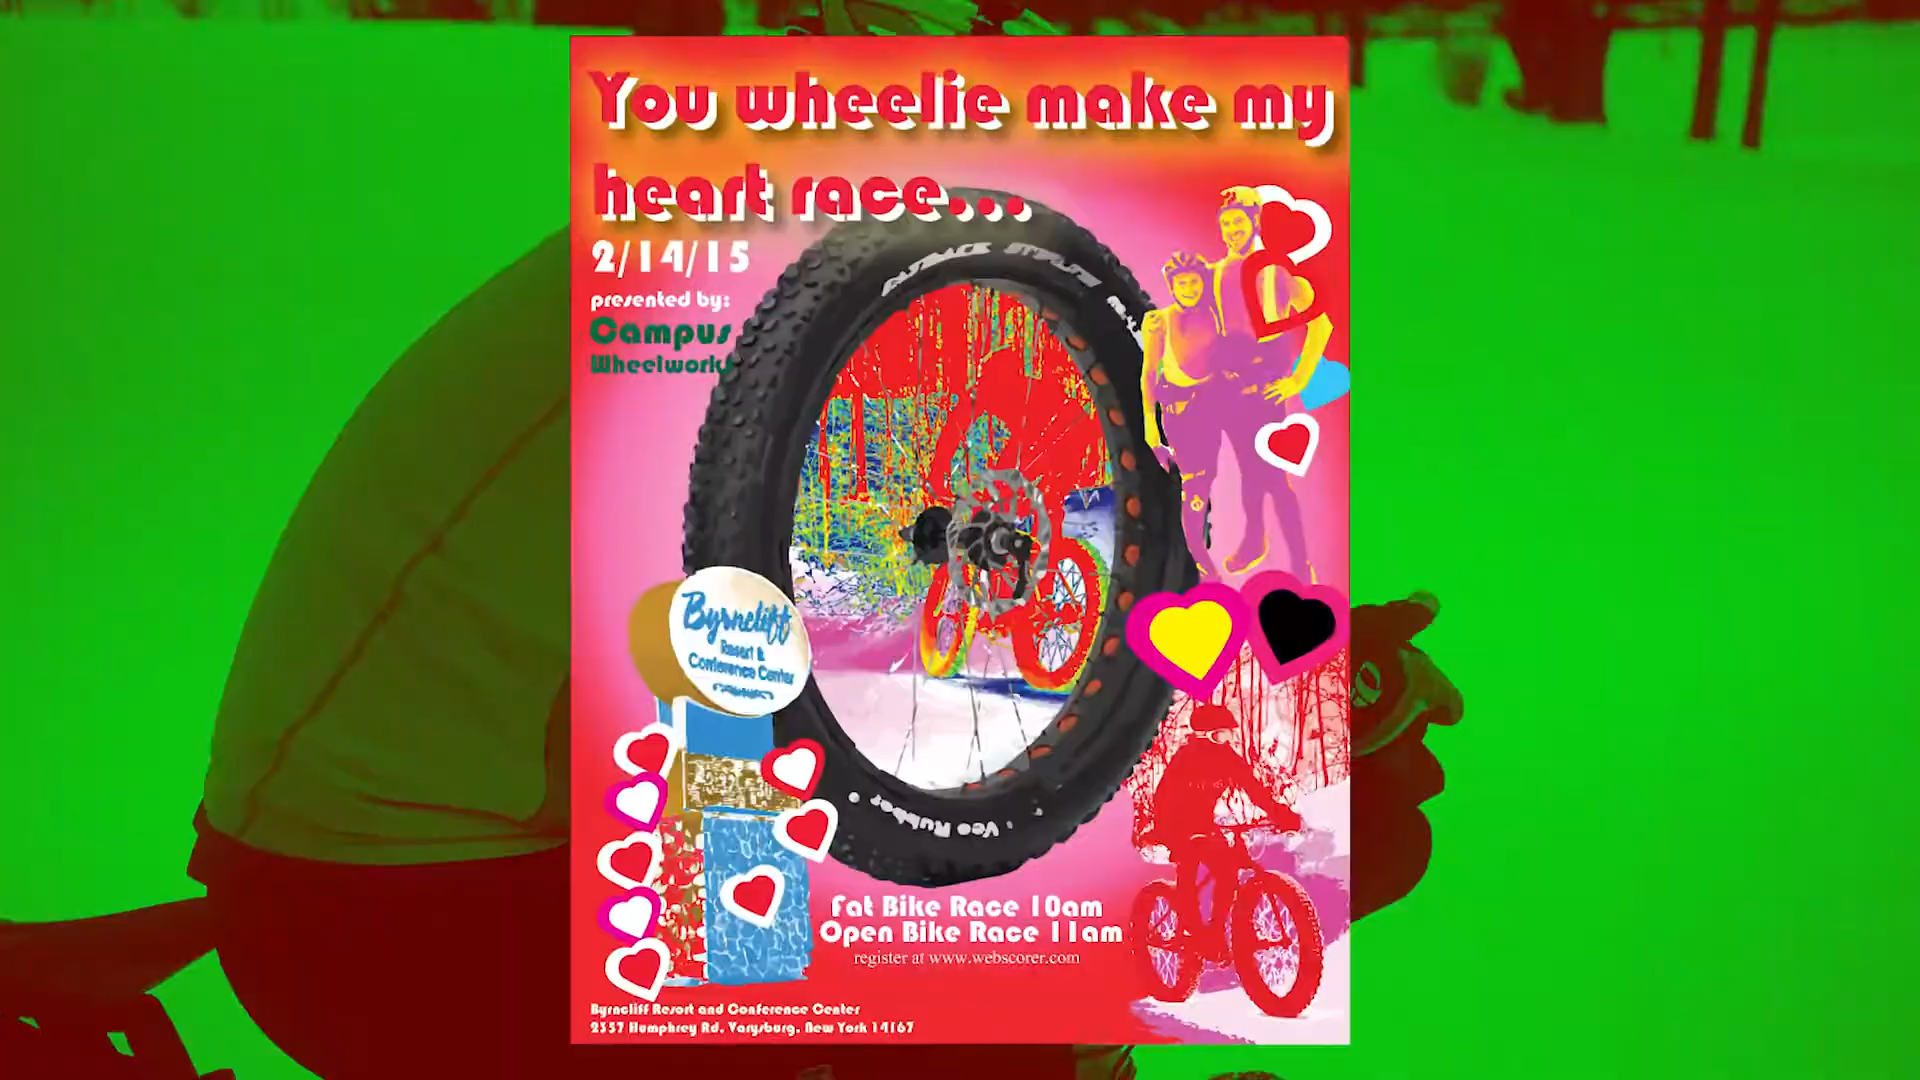 You wheelie make my
heart race...
2/14/15
presented by:
Campus
Wheelworks
Byrncliff
Resort &
Conference Center
Vee Rubber
Fat Bike Race 10am
Open Bike Race 11am
register at www.webscorer.com
Byrncliff Resort and Conference Center
2357 Humphrey Rd, Varysburg, New York 14167